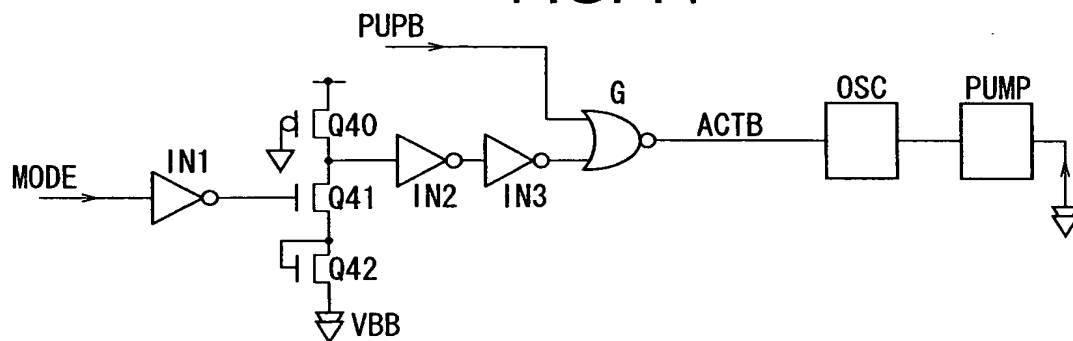 PUPB
G
OSC
PUMP
Q40
ACTB
IN1
MODE
Q41
IN2
IN3
Q42
VBB